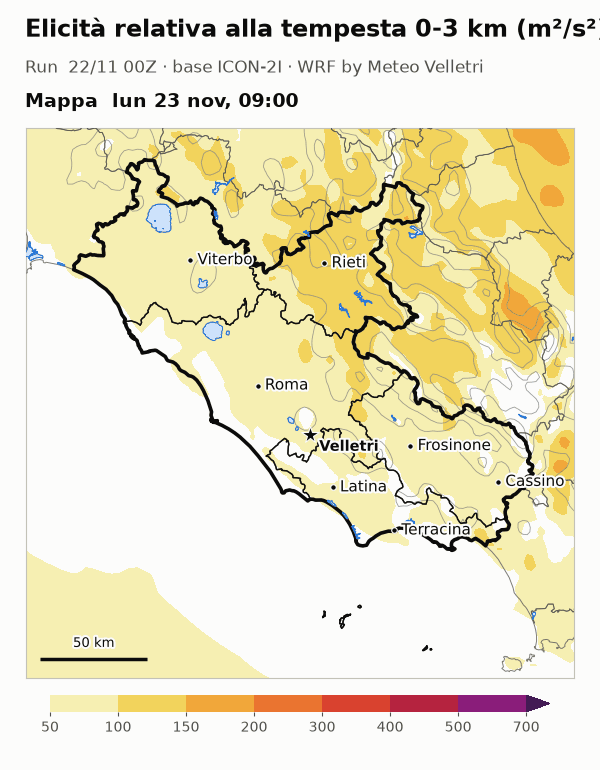 Elicità relativa alla tempesta 0-3 km (m²/s²)
Run 22/11 00Z · base ICON-2I · WRF by Meteo Velletri
Mappa lun 23 nov, 09:00
Viterbo
Rieti
Roma
Velletri
Frosinone
Cassino
Latina
Terracina
50 km
50 100 150 200 300 400 500 700